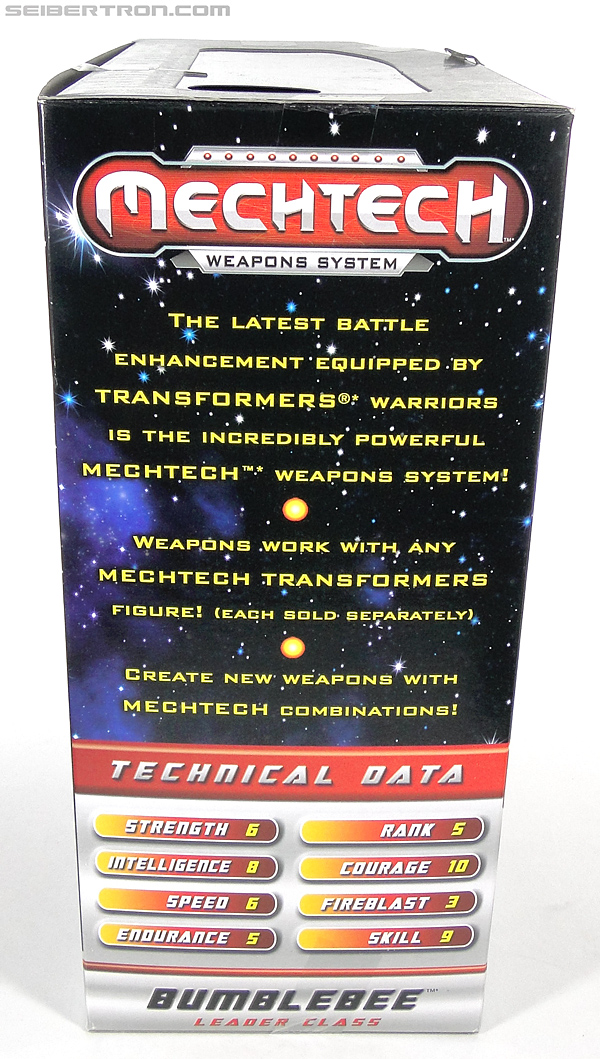 SEIBERTRON.COM
MECHTECH™
WEAPONS SYSTEM
THE LATEST BATTLE
ENHANCEMENT EQUIPPED BY
TRANSFORMERS®* WARRIORS
IS THE INCREDIBLY POWERFUL
MECHTECH™* WEAPONS SYSTEM!
WEAPONS WORK WITH ANY
MECHTECH TRANSFORMERS
FIGURE! (EACH SOLD SEPARATELY)
CREATE NEW WEAPONS WITH
MECHTECH COMBINATIONS!
TECHNICAL DATA
STRENGTH 6 RANK 5
INTELLIGENCE 8 COURAGE 10
SPEED 6 FIREBLAST 3
ENDURANCE 5 SKILL 9
BUMBLEBEE™
LEADER CLASS